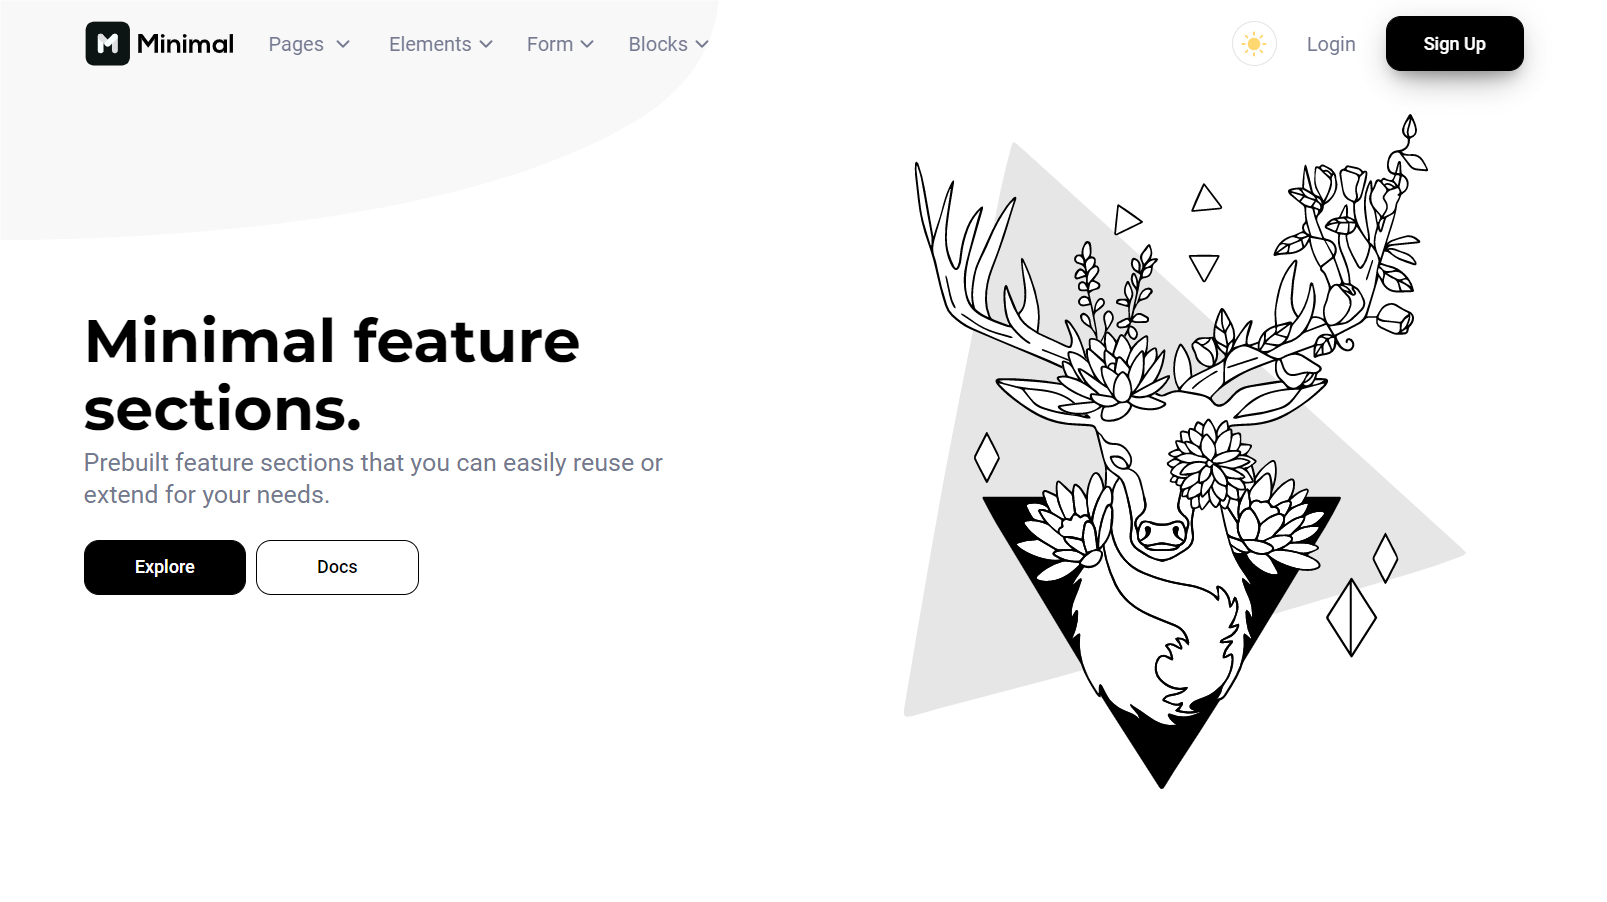 Minimal
Pages
Elements
Form
Blocks
Login
Sign Up
Minimal feature
sections.
Prebuilt feature sections that you can easily reuse or
extend for your needs.
Explore
Docs